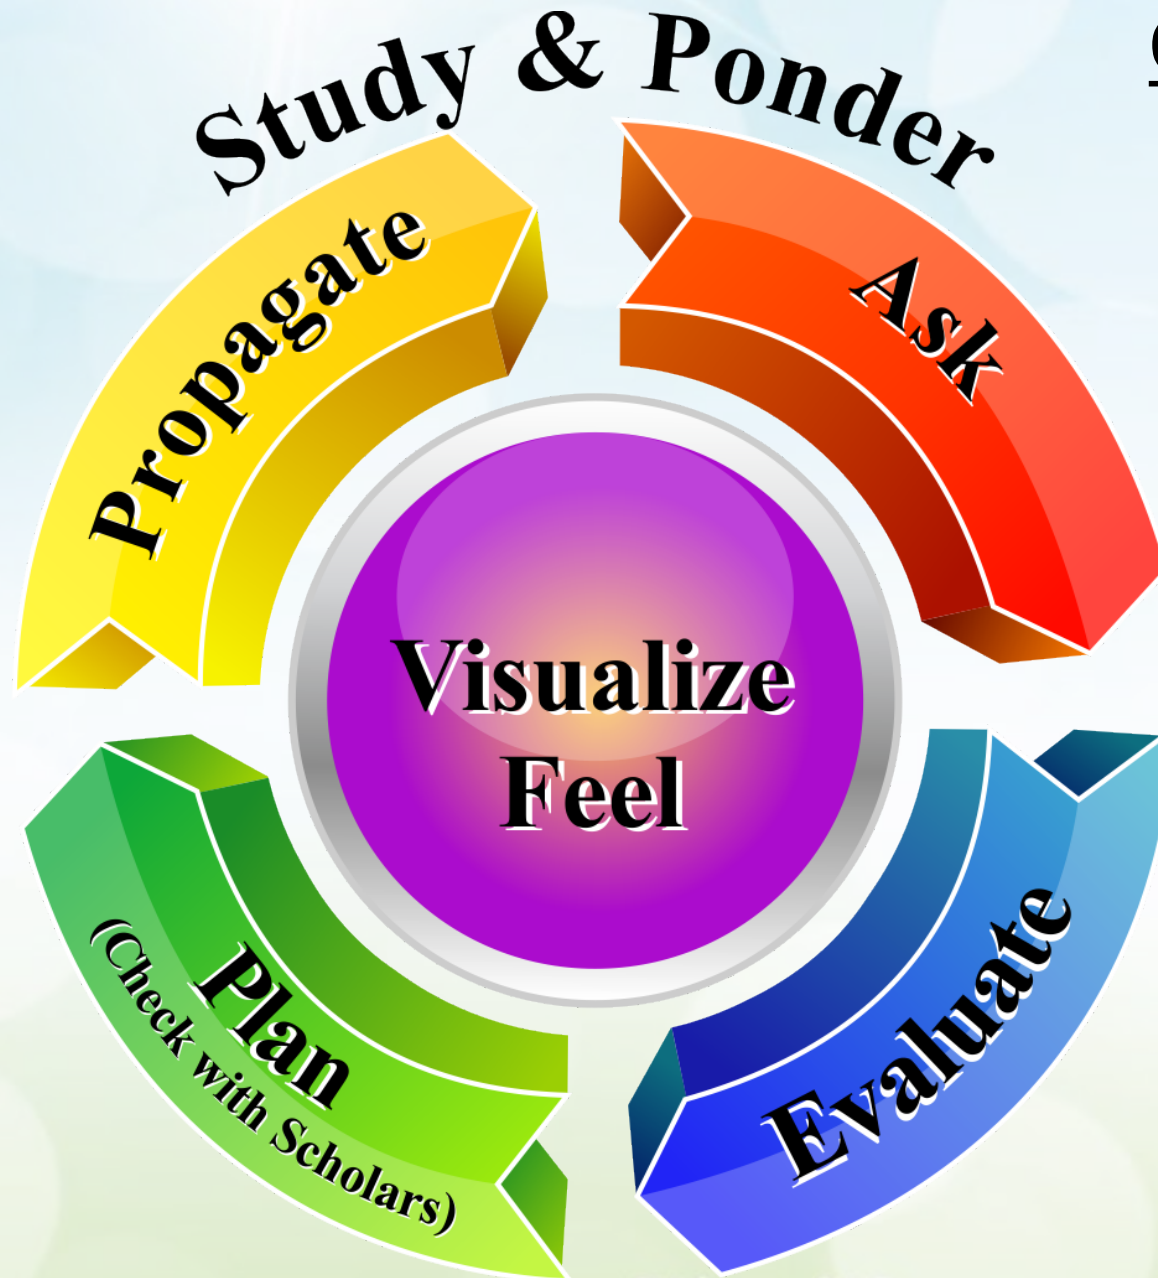 Study & Ponder
Propagate
Ask
Visualize
Feel
Plan
(Check with Scholars)
Evaluate